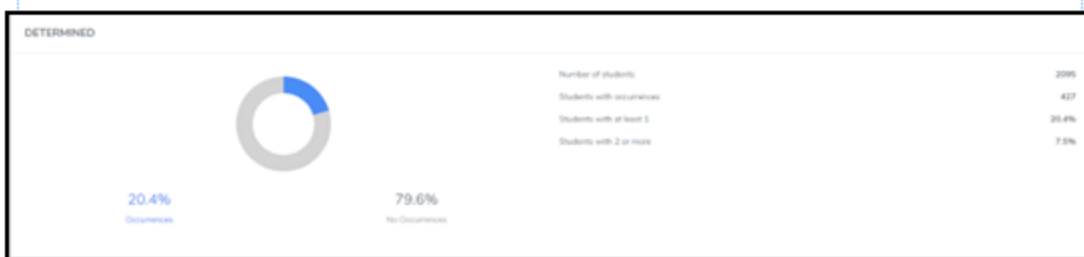 DETERMINED
Number of students 2095
Students with occurrences 427
Students with at least 1 20.4%
Students with 2 or more 7.5%
20.4% 79.6%
Occurrences No Occurrences